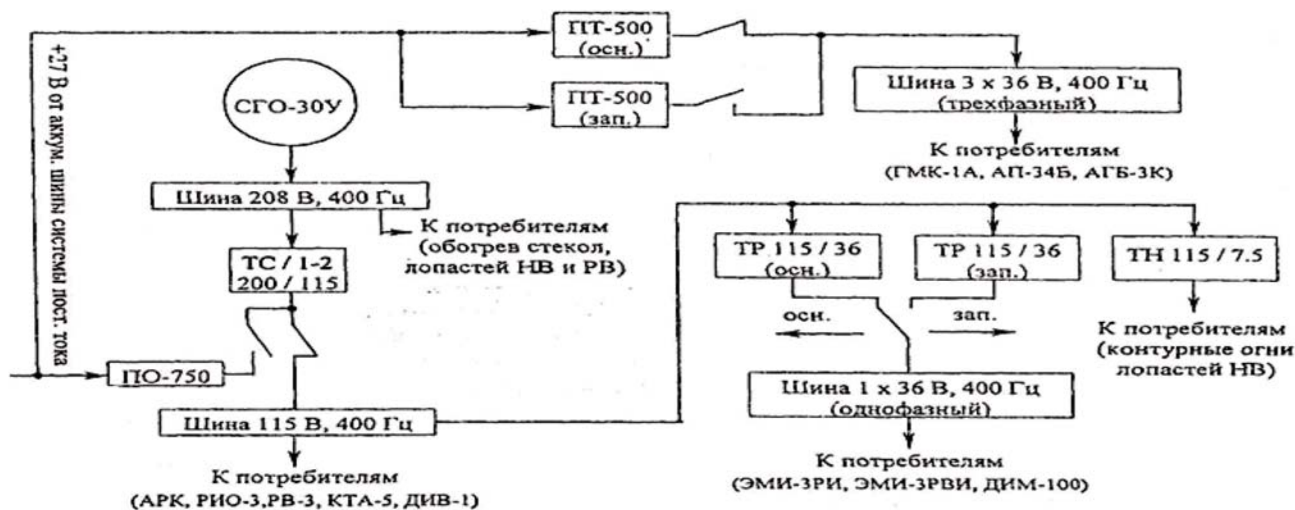 +27 В от аккум. шины системы пост. тока
СГО-30У
ПТ-500
(осн.)
ПТ-500
(зап.)
Шина 3 x 36 В, 400 Гц
(трехфазный)
К потребителям
(ГМК-1А, АП-34Б, АГБ-3К)
Шина 208 В, 400 Гц
К потребителям
(обогрев стекол,
лопастей НВ и РВ)
ТС / 1-2
200 / 115
ПО-750
Шина 115 В, 400 Гц
К потребителям
(АРК, РИО-3,РВ-3, КТА-5, ДИВ-1)
ТР 115 / 36
(осн.)
ТР 115 / 36
(зап.)
ТН 115 / 7.5
осн.
зап.
К потребителям
(контурные огни
лопастей НВ)
Шина 1 x 36 В, 400 Гц
(однофазный)
К потребителям
(ЭМИ-3РИ, ЭМИ-3РВИ, ДИМ-100)